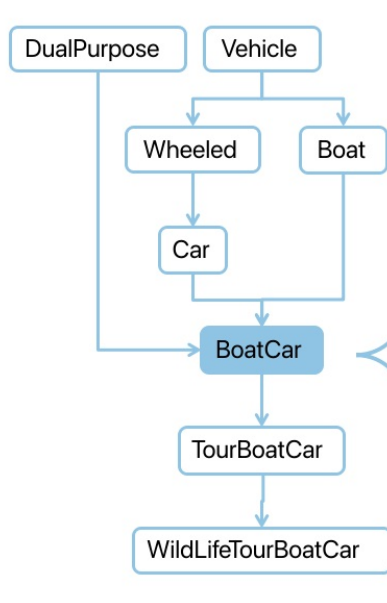 DualPurpose
Vehicle
Wheeled
Boat
Car
BoatCar
TourBoatCar
WildLifeTourBoatCar